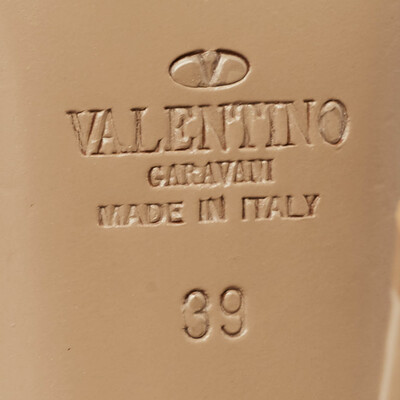 VALENTINO
GARAVANI
MADE IN ITALY
39